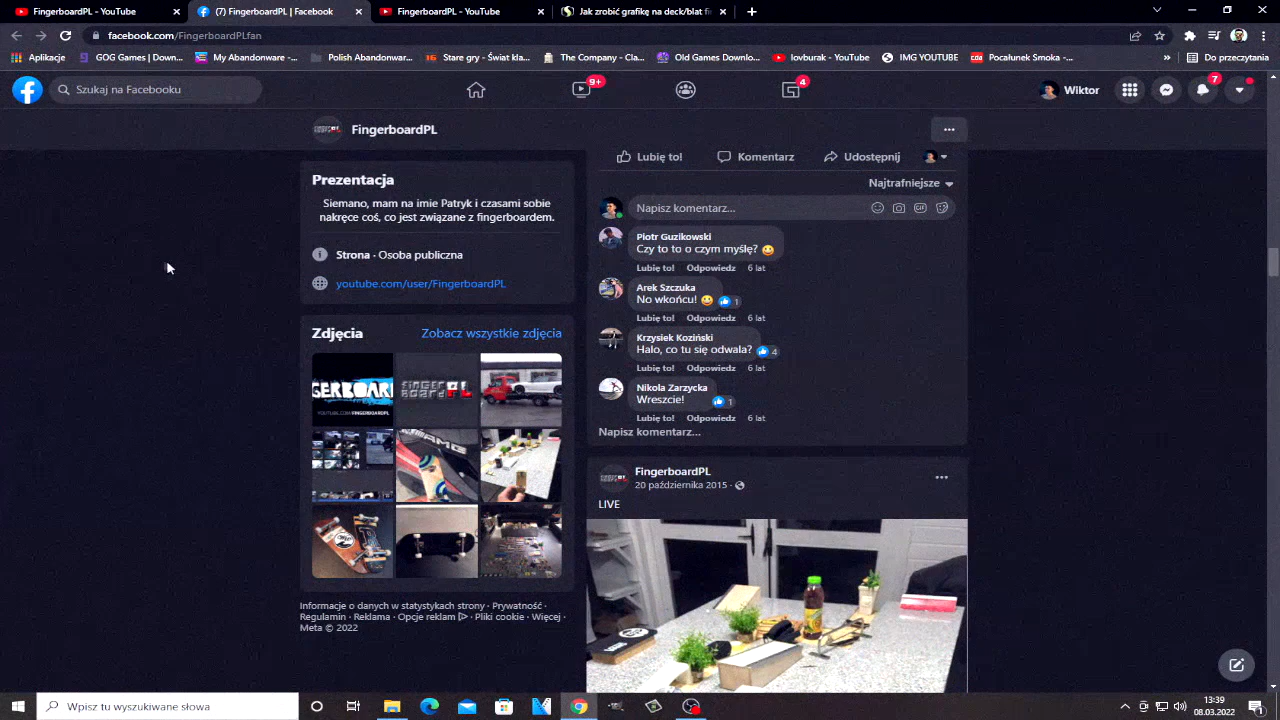 FingerboardPL - YouTube
(7) FingerboardPL | Facebook
FingerboardPL - YouTube
Jak zrobić grafikę na deck/blat fi
facebook.com/FingerboardPLfan
Aplikacje
GOG Games | Down...
My Abandonware - ...
Polish Abandonwar...
Stare gry - Świat kla...
The Company – Cla...
Old Games Downlo...
lovburak - YouTube
IMG YOUTUBE
Pocałunek Smoka -...
»
Do przeczytania
Szukaj na Facebooku
9+
4
Wiktor
7
FingerboardPL
Prezentacja
Siemano, mam na imie Patryk i czasami sobie
nakręce coś, co jest związane z fingerboardem.
Strona · Osoba publiczna
youtube.com/user/FingerboardPL
Zdjęcia
Zobacz wszystkie zdjęcia
YOUTUBE.COM/FINGERBOARDPL
Informacje o danych w statystykach strony · Prywatność ·
Regulamin · Reklama · Opcje reklam · Pliki cookie · Więcej ·
Meta © 2022
Lubię to!
Komentarz
Udostępnij
Najtrafniejsze
Napisz komentarz...
Piotr Guzikowski
Czy to to o czym myślę?
Lubię to! Odpowiedz 6 lat
Arek Szczuka
No wkońcu!
1
Lubię to! Odpowiedz 6 lat
Krzysiek Koziński
Halo, co tu się odwala?
4
Lubię to! Odpowiedz 6 lat
Nikola Zarzycka
Wreszcie!
1
Lubię to! Odpowiedz 6 lat
Napisz komentarz...
FingerboardPL
20 października 2015 ·
LIVE
Wpisz tu wyszukiwane słowa
13:39
08.03.2022